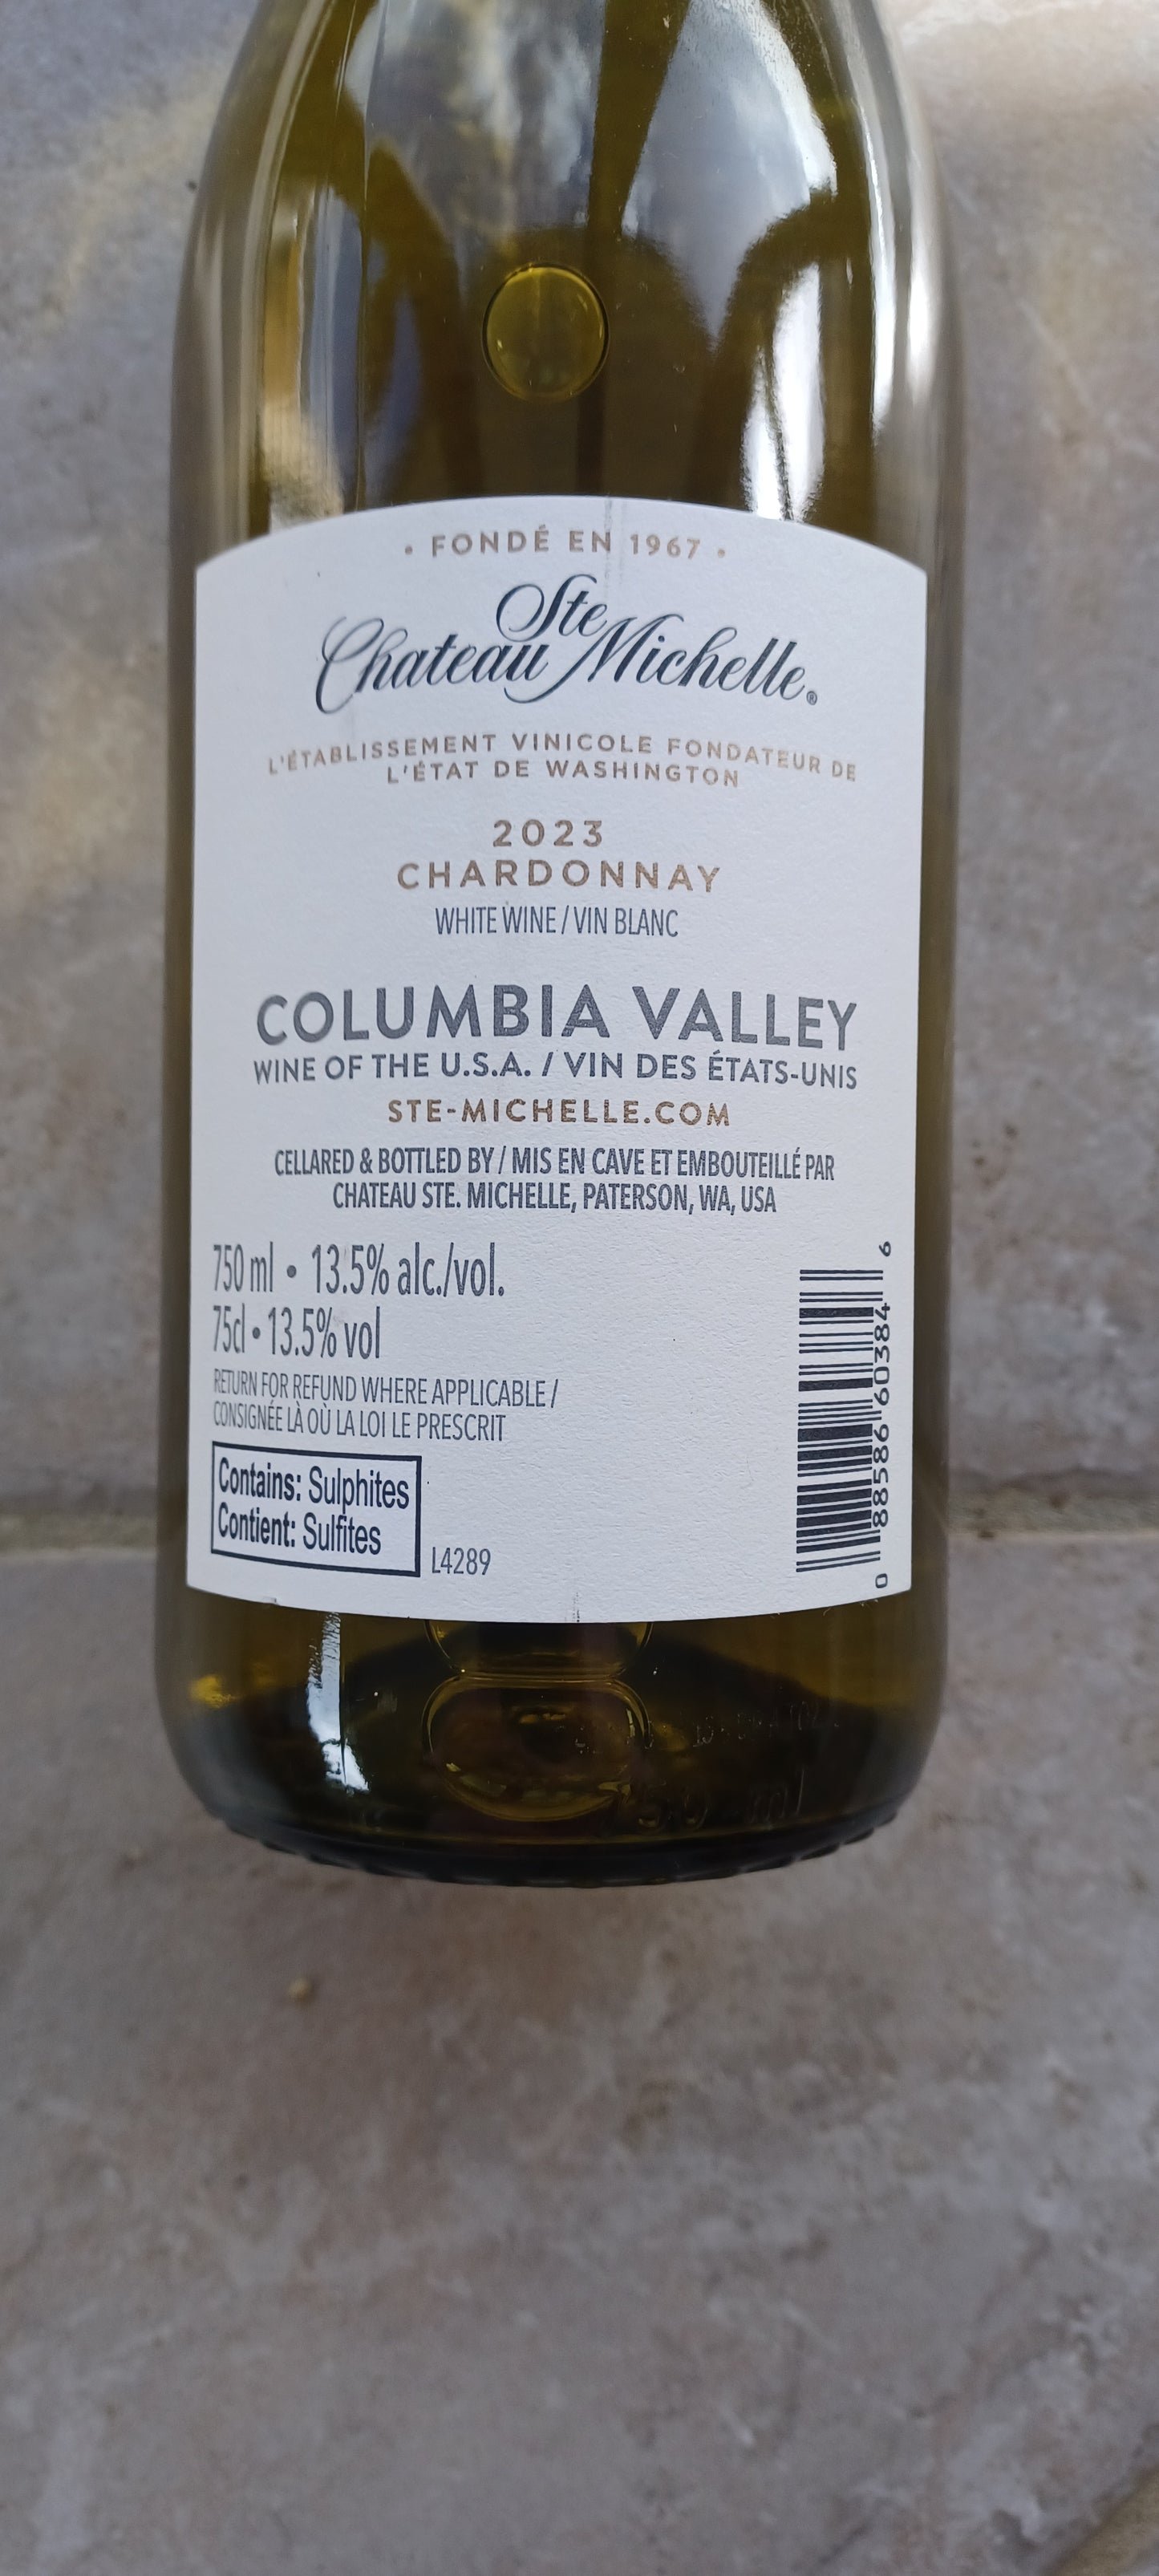 • FONDÉ EN 1967 •
Ste
Chateau Michelle®
L'ÉTABLISSEMENT VINICOLE FONDATEUR DE
L'ÉTAT DE WASHINGTON
2023
CHARDONNAY
WHITE WINE / VIN BLANC
COLUMBIA VALLEY
WINE OF THE U.S.A. / VIN DES ÉTATS-UNIS
STE-MICHELLE.COM
CELLARED & BOTTLED BY / MIS EN CAVE ET EMBOUTEILLÉ PAR
CHATEAU STE. MICHELLE, PATERSON, WA, USA
750 ml • 13.5% alc./vol.
75cl • 13.5% vol
RETURN FOR REFUND WHERE APPLICABLE /
CONSIGNÉE LÀ OÙ LA LOI LE PRESCRIT
Contains: Sulphites
Contient: Sulfites
L4289
0 88586 60384 6
750 ml